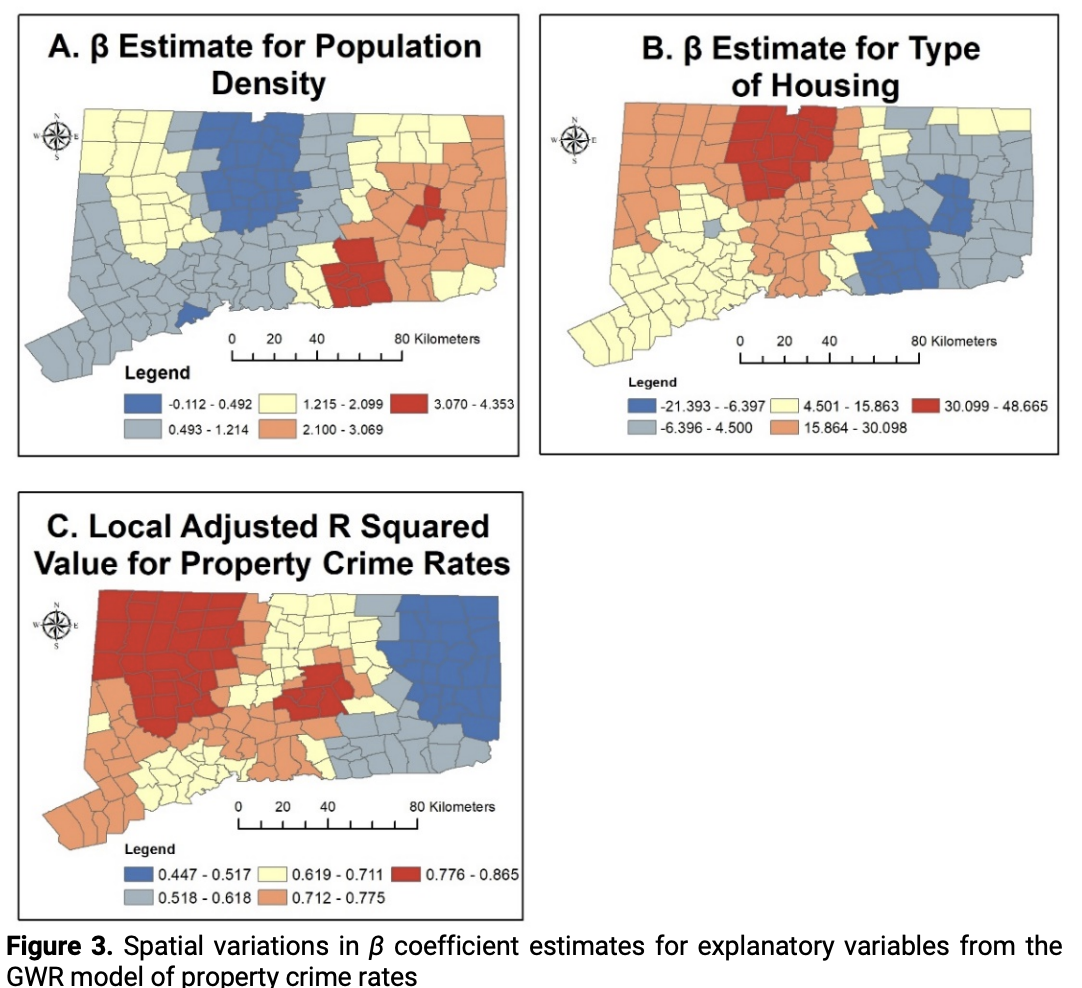 A. β Estimate for Population
Density
N
W E
S
0 20 40 80 Kilometers
Legend
-0.112 - 0.492 1.215 - 2.099 3.070 - 4.353
0.493 - 1.214 2.100 - 3.069
B. β Estimate for Type
of Housing
N
W E
S
0 20 40 80 Kilometers
Legend
-21.393 - -6.397 4.501 - 15.863 30.099 - 48.665
-6.396 - 4.500 15.864 - 30.098
C. Local Adjusted R Squared
Value for Property Crime Rates
N
W E
S
0 20 40 80 Kilometers
Legend
0.447 - 0.517 0.619 - 0.711 0.776 - 0.865
0.518 - 0.618 0.712 - 0.775
Figure 3. Spatial variations in β coefficient estimates for explanatory variables from the
GWR model of property crime rates